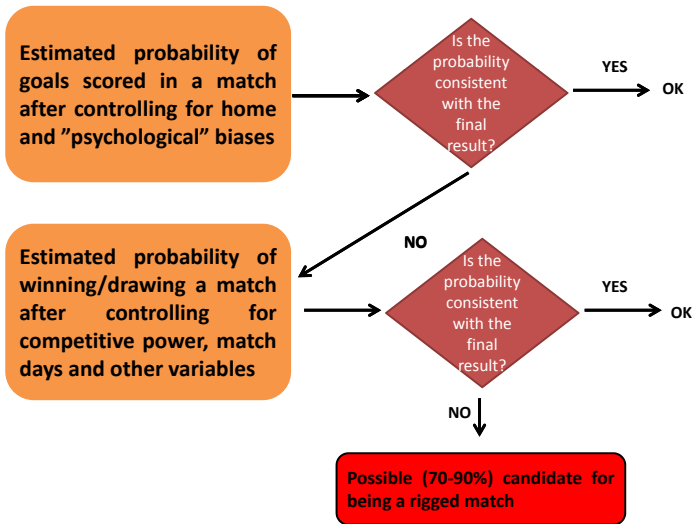 Estimated probability of
goals scored in a match
after controlling for home
and ”psychological” biases
Is the
probability
consistent
with the
final
result?
YES
OK
NO
Estimated probability of
winning/drawing a match
after controlling for
competitive power, match
days and other variables
Is the
probability
consistent
with the
final
result?
YES
OK
NO
Possible (70-90%) candidate for
being a rigged match